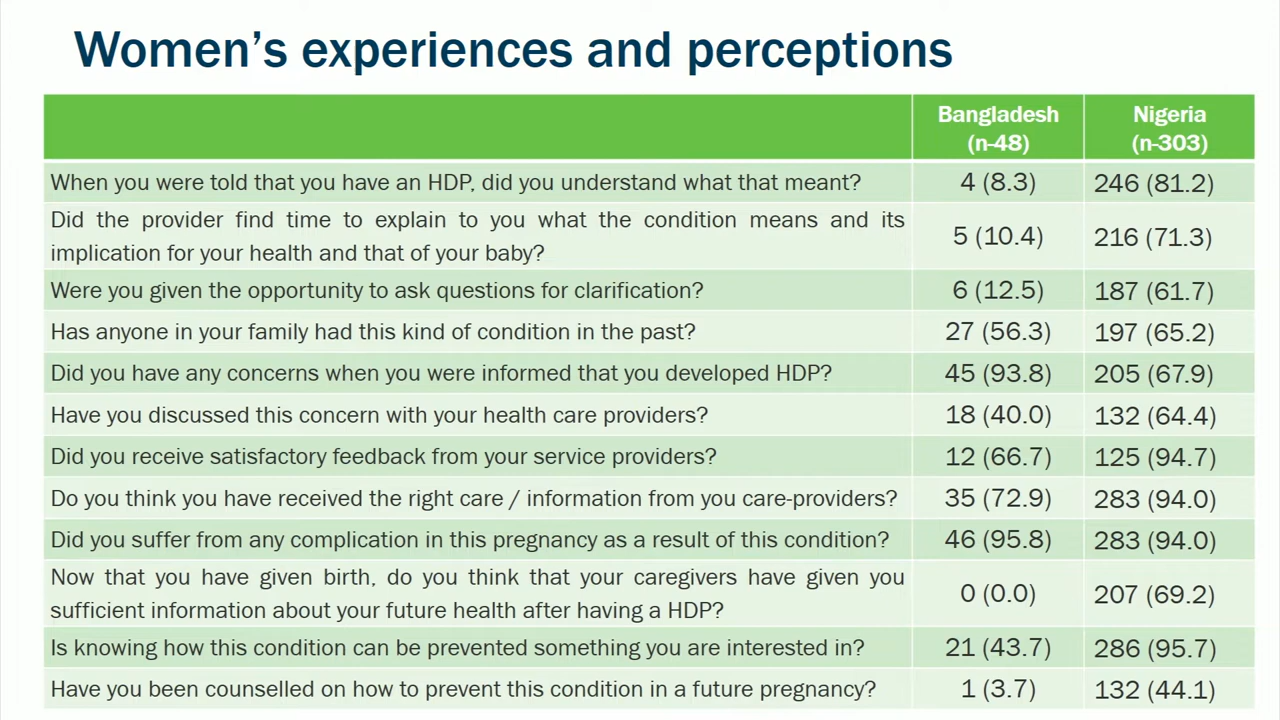 Women's experiences and perceptions
Bangladesh (n-48) Nigeria (n-303)
When you were told that you have an HDP, did you understand what that meant? 4 (8.3) 246 (81.2)
Did the provider find time to explain to you what the condition means and its
implication for your health and that of your baby? 5 (10.4) 216 (71.3)
Were you given the opportunity to ask questions for clarification? 6 (12.5) 187 (61.7)
Has anyone in your family had this kind of condition in the past? 27 (56.3) 197 (65.2)
Did you have any concerns when you were informed that you developed HDP? 45 (93.8) 205 (67.9)
Have you discussed this concern with your health care providers? 18 (40.0) 132 (64.4)
Did you receive satisfactory feedback from your service providers? 12 (66.7) 125 (94.7)
Do you think you have received the right care / information from you care-providers? 35 (72.9) 283 (94.0)
Did you suffer from any complication in this pregnancy as a result of this condition? 46 (95.8) 283 (94.0)
Now that you have given birth, do you think that your caregivers have given you
sufficient information about your future health after having a HDP? 0 (0.0) 207 (69.2)
Is knowing how this condition can be prevented something you are interested in? 21 (43.7) 286 (95.7)
Have you been counselled on how to prevent this condition in a future pregnancy? 1 (3.7) 132 (44.1)